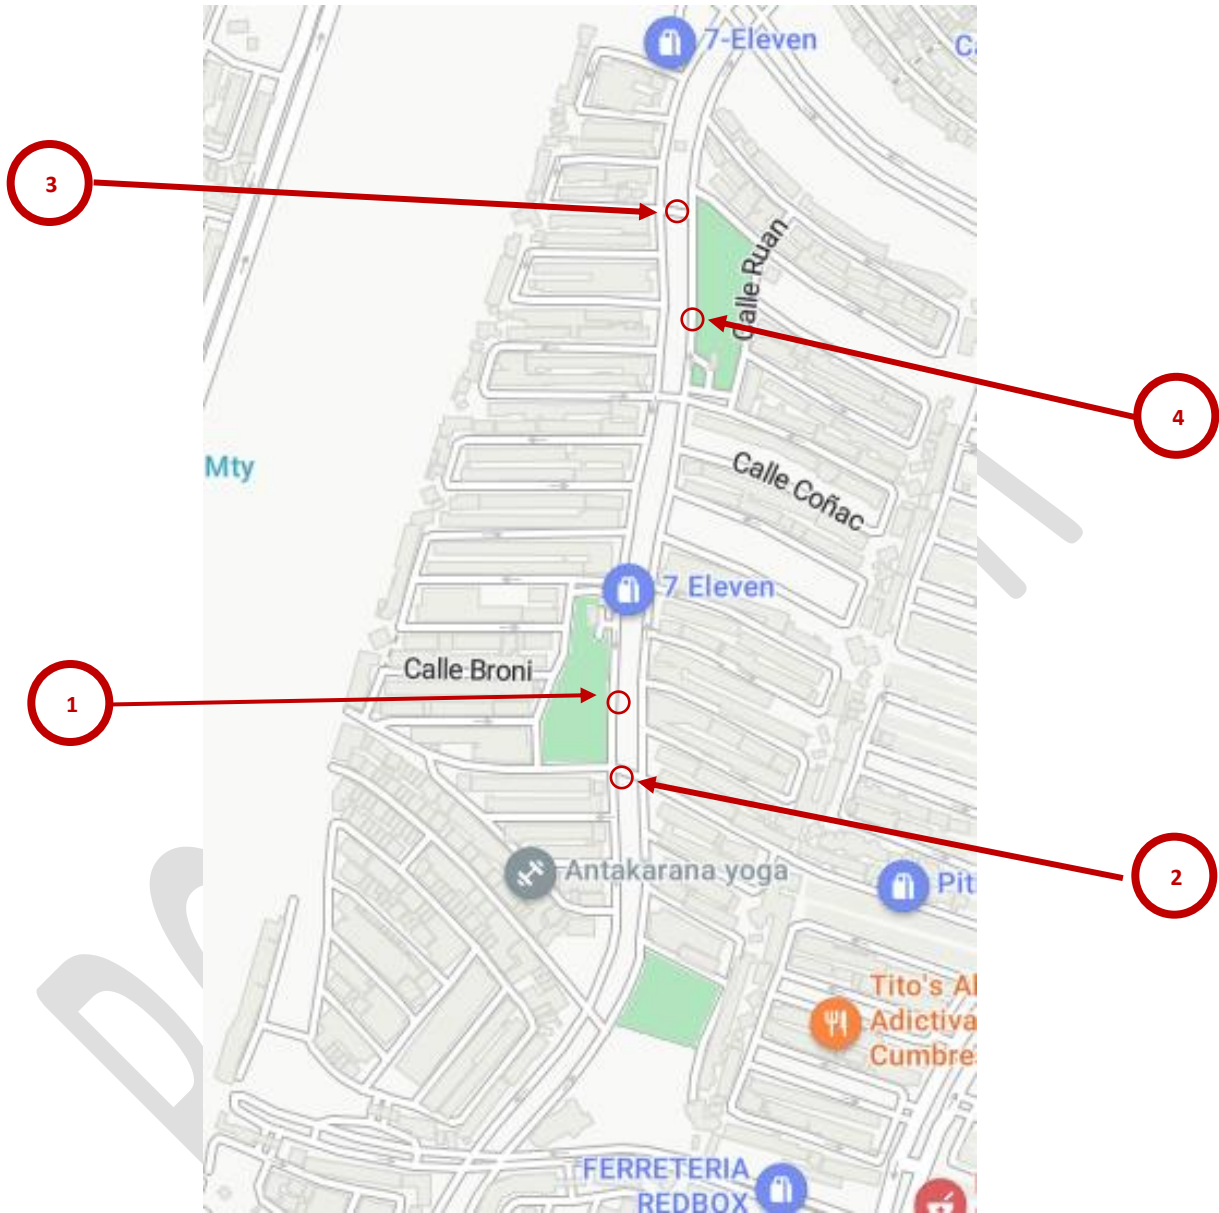 7-Eleven
3
Calle Ruan
4
Mty
Calle Coñac
7 Eleven
Calle Broni
1
Antakarana yoga
2
Pit
Tito's Al
Adictiva
Cumbre
FERRETERIA
REDBOX